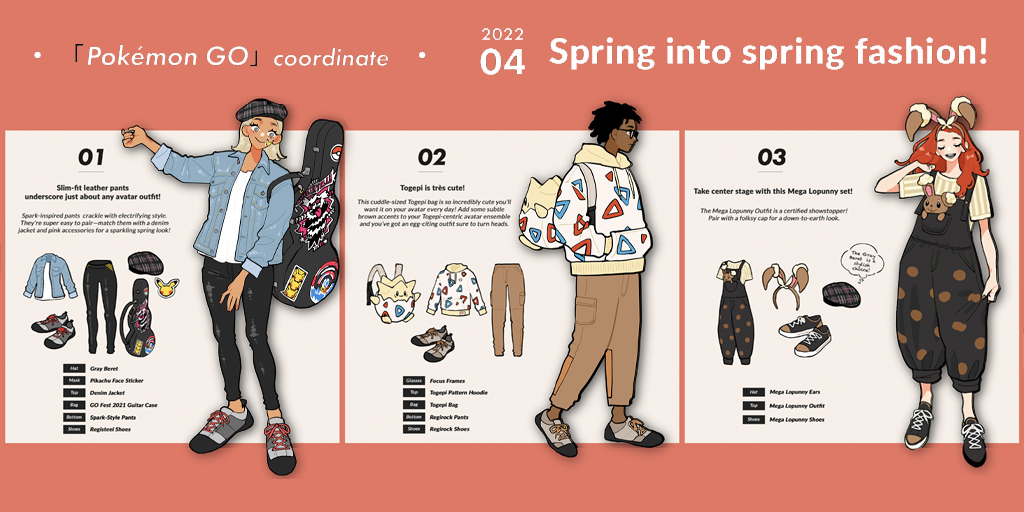 • 「Pokémon GO」 coordinate •
2022
04
Spring into spring fashion!
01
Slim-fit leather pants
underscore just about any avatar outfit!
Spark-inspired pants crackle with electrifying style.
They're super easy to pair—match them with a denim
jacket and pink accessories for a sparkling spring look!
Hat Gray Beret
Mask Pikachu Face Sticker
Top Denim Jacket
Bag GO Fest 2021 Guitar Case
Bottom Spark-Style Pants
Shoes Registeel Shoes
02
Togepi is très cute!
This cuddle-sized Togepi bag is so incredibly cute you'll
want it on your avatar every day! Add some subtle
brown accents to your Togepi-centric avatar ensemble
and you've got an egg-citing outfit sure to turn heads.
Glasses Focus Frames
Top Togepi Pattern Hoodie
Bag Togepi Bag
Bottom Regirock Pants
Shoes Regirock Shoes
03
Take center stage with this Mega Lopunny set!
The Mega Lopunny Outfit is a certified showstopper!
Pair with a folksy cap for a down-to-earth look.
The Gray
Beret is a
stylish
choice!
Hat Mega Lopunny Ears
Top Mega Lopunny Outfit
Shoes Mega Lopunny Shoes